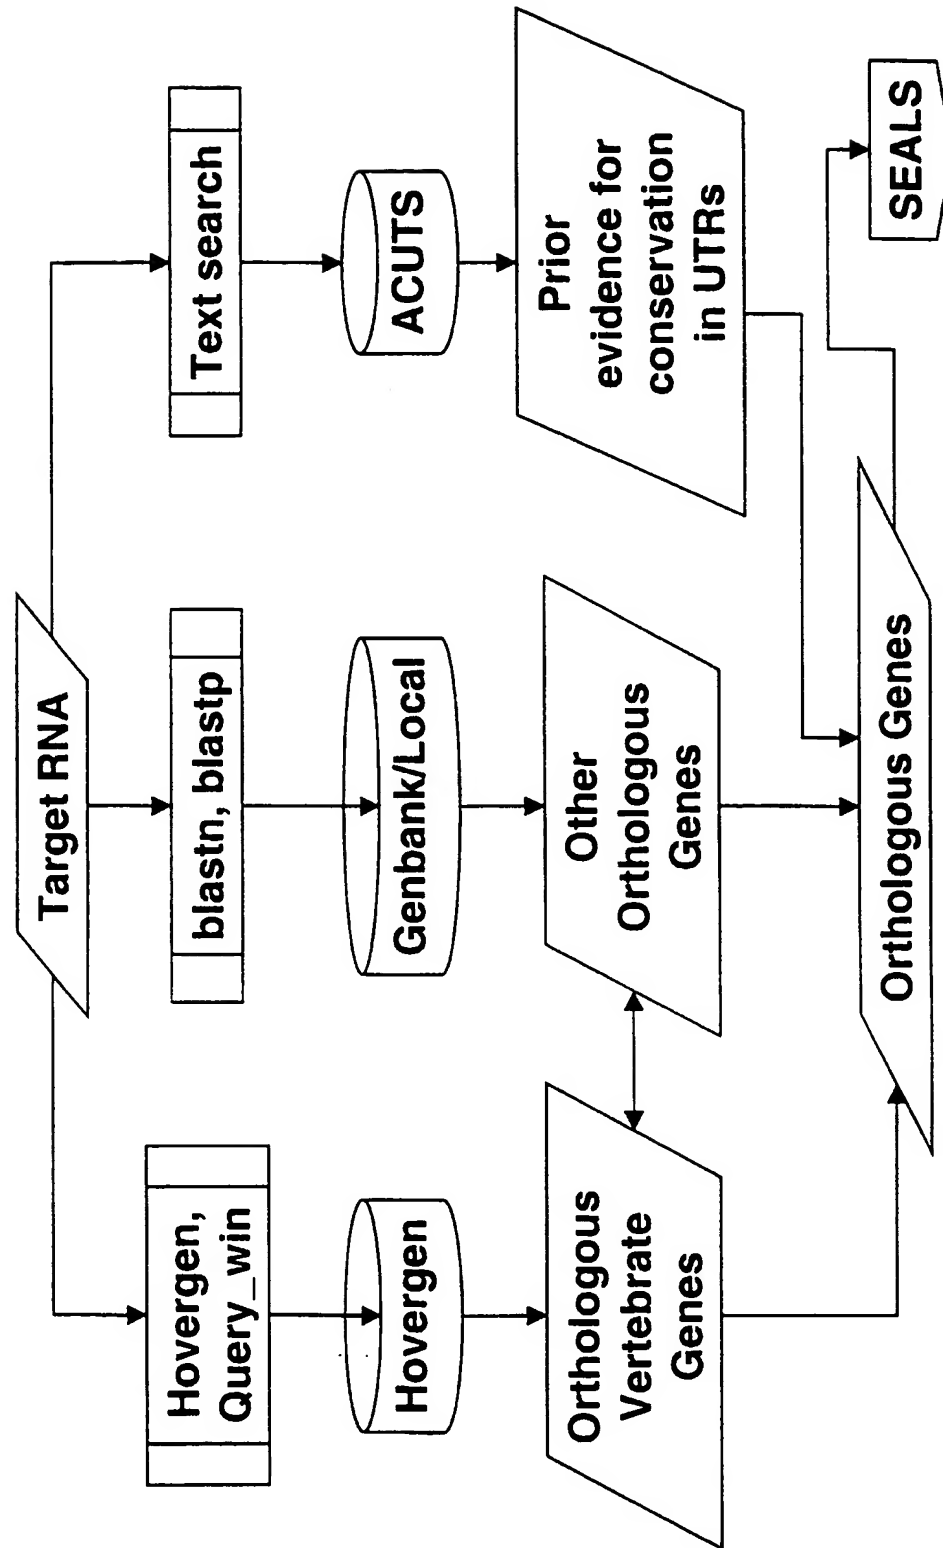 Target RNA
Hovergen,
Query_win
blastn, blastp
Text search
Hovergen
Genbank/Local
ACUTS
Orthologous
Vertebrate
Genes
Other
Orthologous
Genes
Prior
evidence for
conservation
in UTRs
Orthologous Genes
SEALS